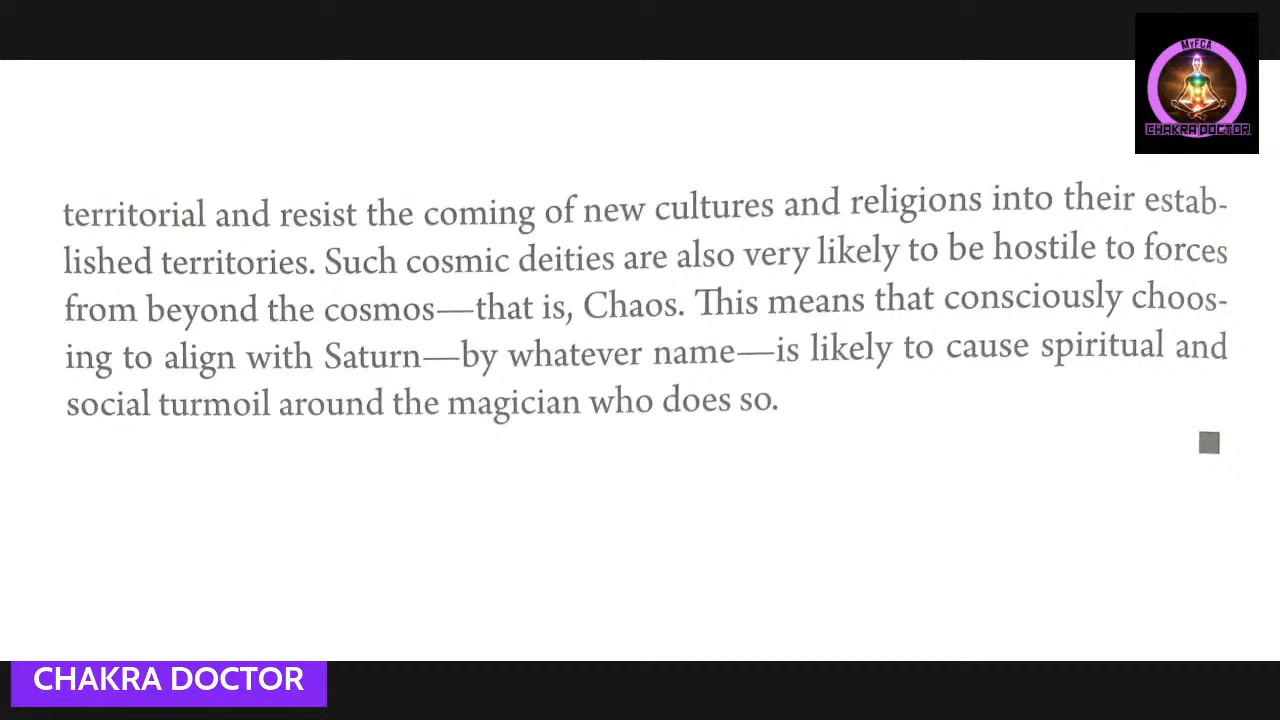 MYFCA
CHAKRA DOCTOR
territorial and resist the coming of new cultures and religions into their estab-
lished territories. Such cosmic deities are also very likely to be hostile to forces
from beyond the cosmos—that is, Chaos. This means that consciously choos-
ing to align with Saturn—by whatever name—is likely to cause spiritual and
social turmoil around the magician who does so.
CHAKRA DOCTOR